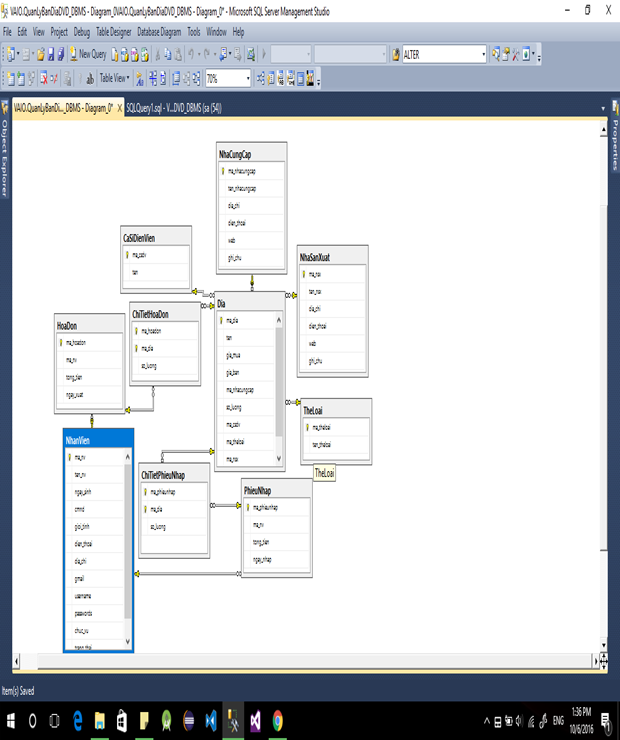 VAIO.QuanLyBanDiaDVD_DBMS - Diagram_0VAIO.QuanLyBanDiaDVD_DBMS - Diagram_0* - Microsoft SQL Server Management Studio
File Edit View Project Debug Table Designer Database Diagram Tools Window Help
New Query ALTER
ab Table View 70%
VAIO.QuanLyBanDi..._DBMS - Diagram_0* × SQLQuery1.sql - V...DVD_DBMS (sa (54))
Object Explorer
Properties
NhaCungCap
ma_nhacungcap
ten_nhacungcap
dia_chi
dien_thoai
web
ghi_chu
CaSiDienVien
ma_csdv
ten
NhaSanXuat
ma_nsx
ten_nsx
dia_chi
dien_thoai
web
ghi_chu
Dia
ma_dia
ten
gia_mua
gia_ban
ma_nhacungcap
so_luong
ma_csdv
ma_theloai
ma_nsx
ChiTietHoaDon
ma_hoadon
ma_dia
so_luong
HoaDon
ma_hoadon
ma_nv
tong_tien
ngay_xuat
TheLoai
ma_theloai
ten_theloai
TheLoai
NhanVien
ma_nv
ten_nv
ngay_sinh
cmnd
gioi_tinh
dien_thoai
dia_chi
gmail
username
passwords
chuc_vu
trang_thai
ChiTietPhieuNhap
ma_phieunhap
ma_dia
so_luong
PhieuNhap
ma_phieunhap
ma_nv
tong_tien
ngay_nhap
Item(s) Saved
ENG
1:36 PM
10/6/2016